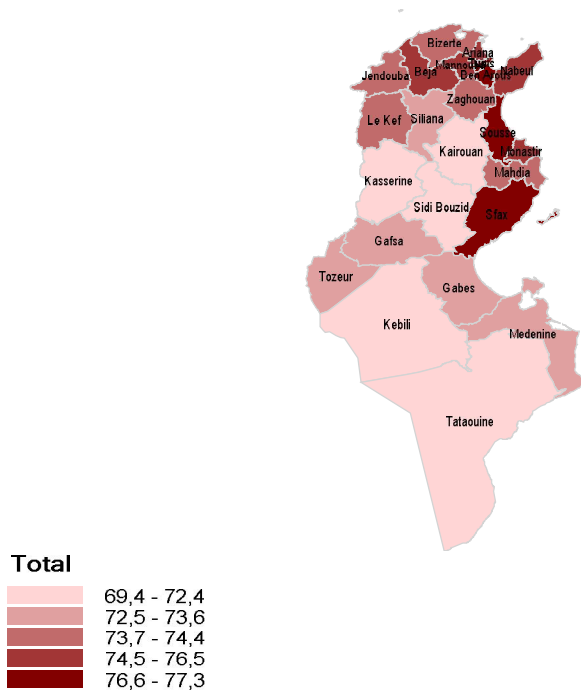 Bizerte
Ariana
Tunis
Mannouba
Beja
Nabeul
Jendouba
Ben Arous
Zaghouan
Le Kef
Siliana
Sousse
Kairouan
Monastir
Mahdia
Kasserine
Sidi Bouzid
Sfax
Gafsa
Tozeur
Gabes
Kebili
Medenine
Tataouine
Total
69,4 - 72,4
72,5 - 73,6
73,7 - 74,4
74,5 - 76,5
76,6 - 77,3